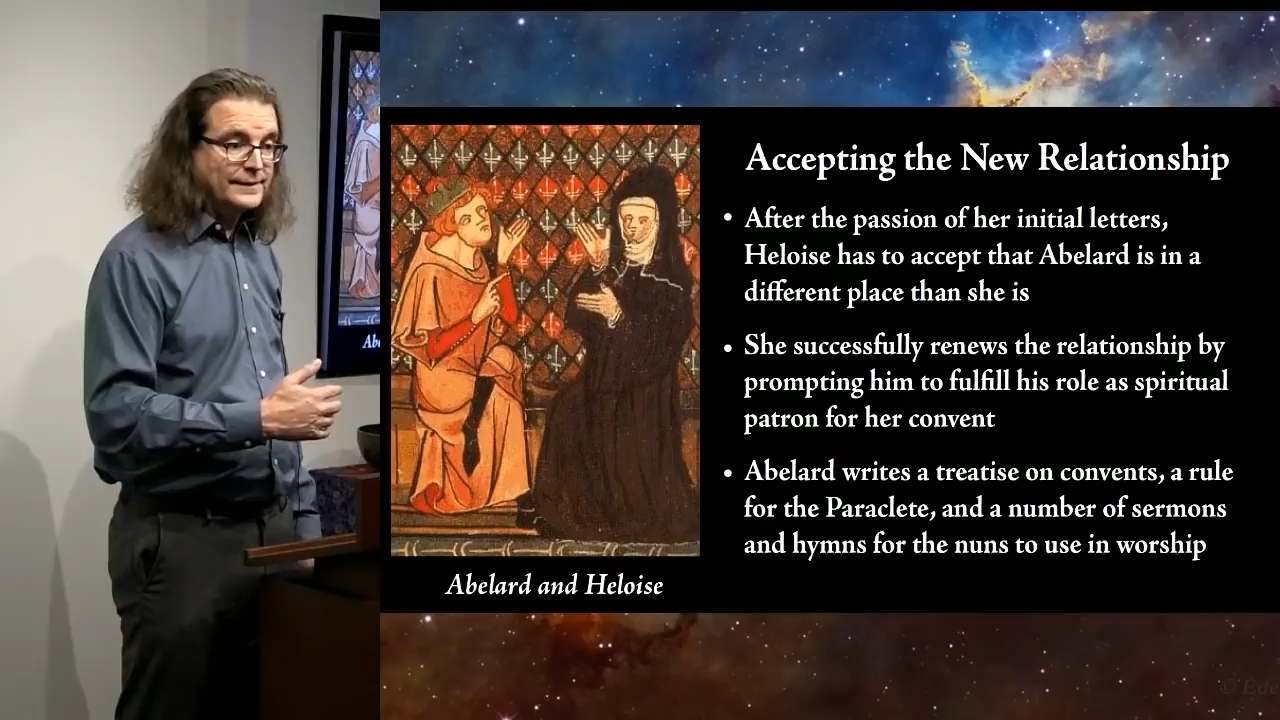 Accepting the New Relationship
• After the passion of her initial letters,
Heloise has to accept that Abelard is in a
different place than she is
• She successfully renews the relationship by
prompting him to fulfill his role as spiritual
patron for her convent
• Abelard writes a treatise on convents, a rule
for the Paraclete, and a number of sermons
and hymns for the nuns to use in worship
Abelard and Heloise